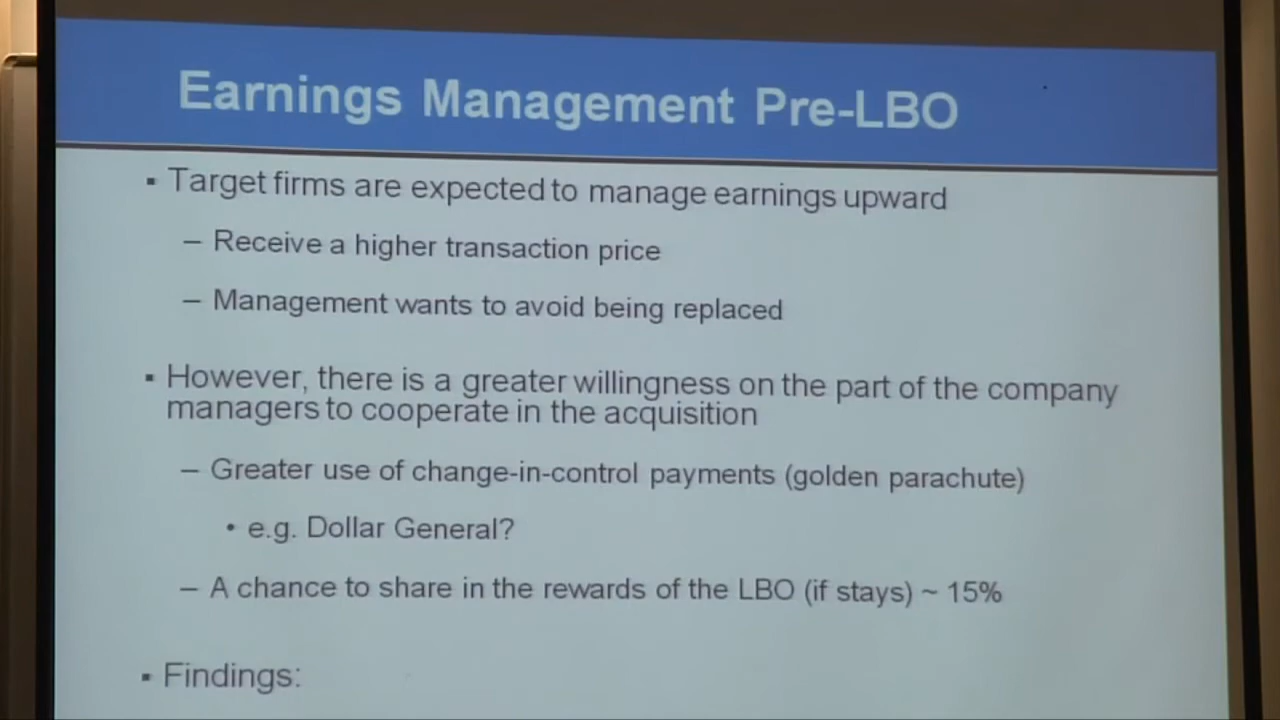 Earnings Management Pre-LBO
▪ Target firms are expected to manage earnings upward
– Receive a higher transaction price
– Management wants to avoid being replaced
▪ However, there is a greater willingness on the part of the company
managers to cooperate in the acquisition
– Greater use of change-in-control payments (golden parachute)
• e.g. Dollar General?
– A chance to share in the rewards of the LBO (if stays) ~ 15%
▪ Findings: